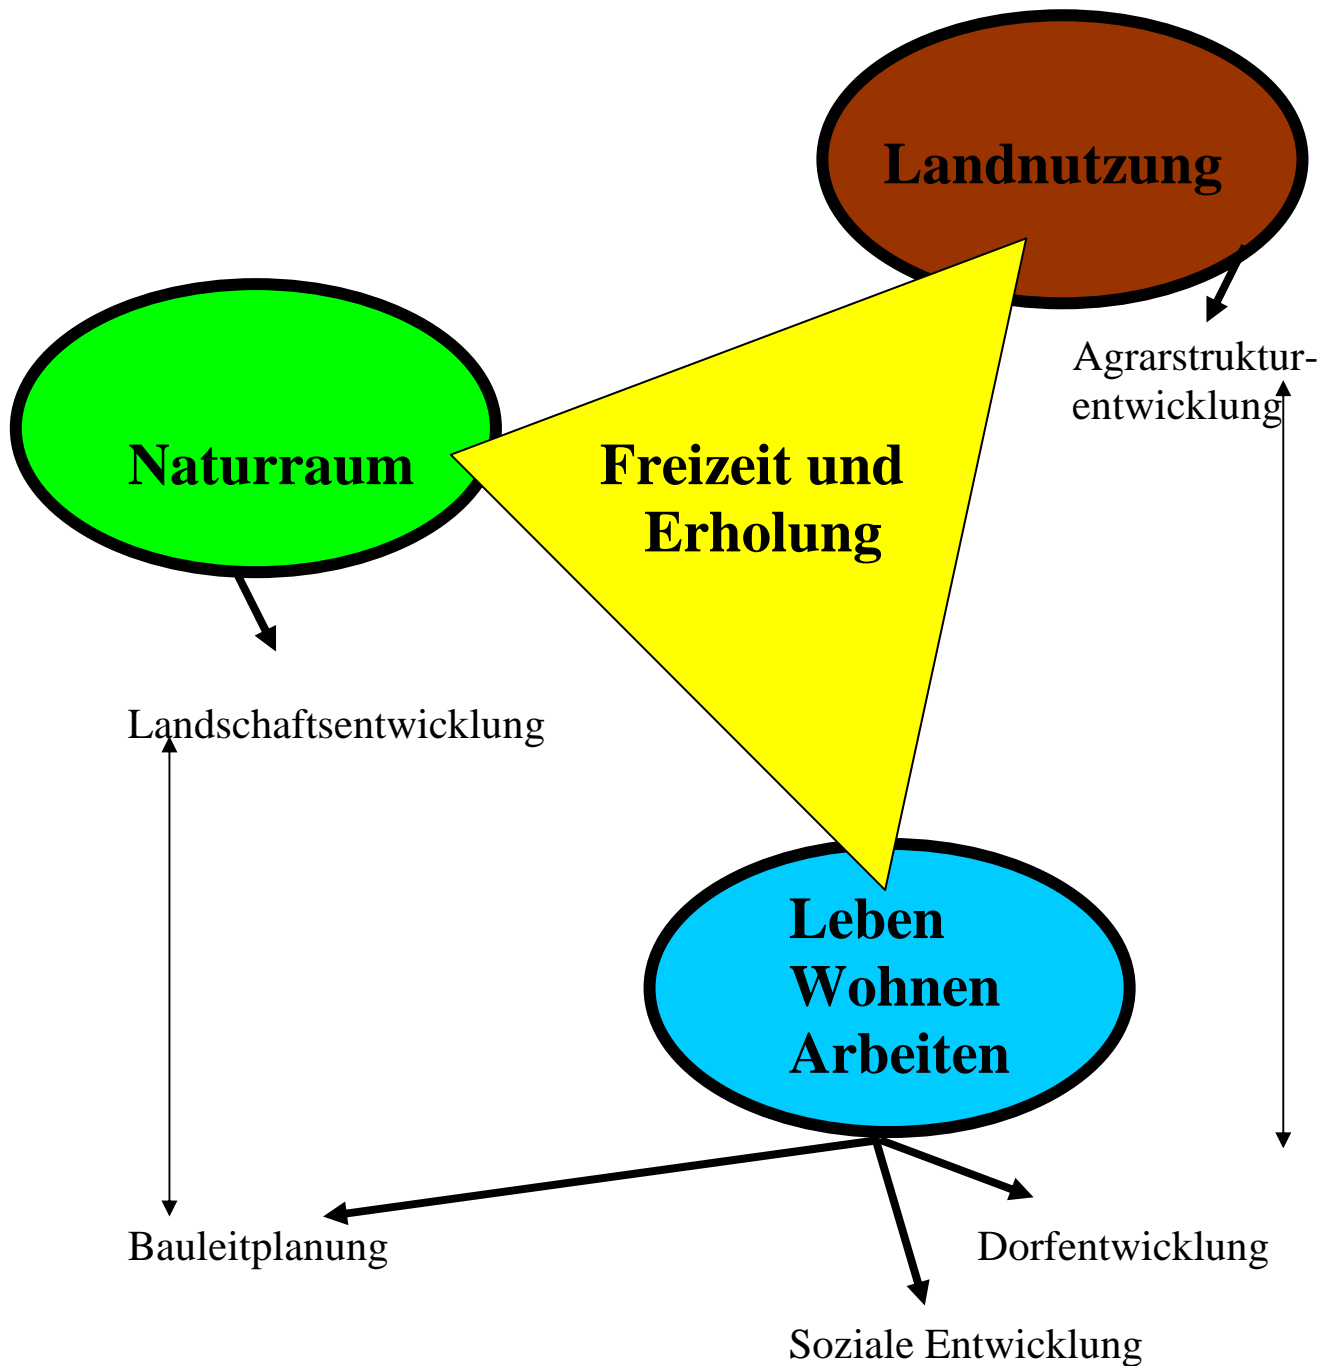 Landnutzung
Agrarstruktur-
entwicklung
Naturraum
Freizeit und
Erholung
Landschaftsentwicklung
Leben
Wohnen
Arbeiten
Bauleitplanung
Dorfentwicklung
Soziale Entwicklung